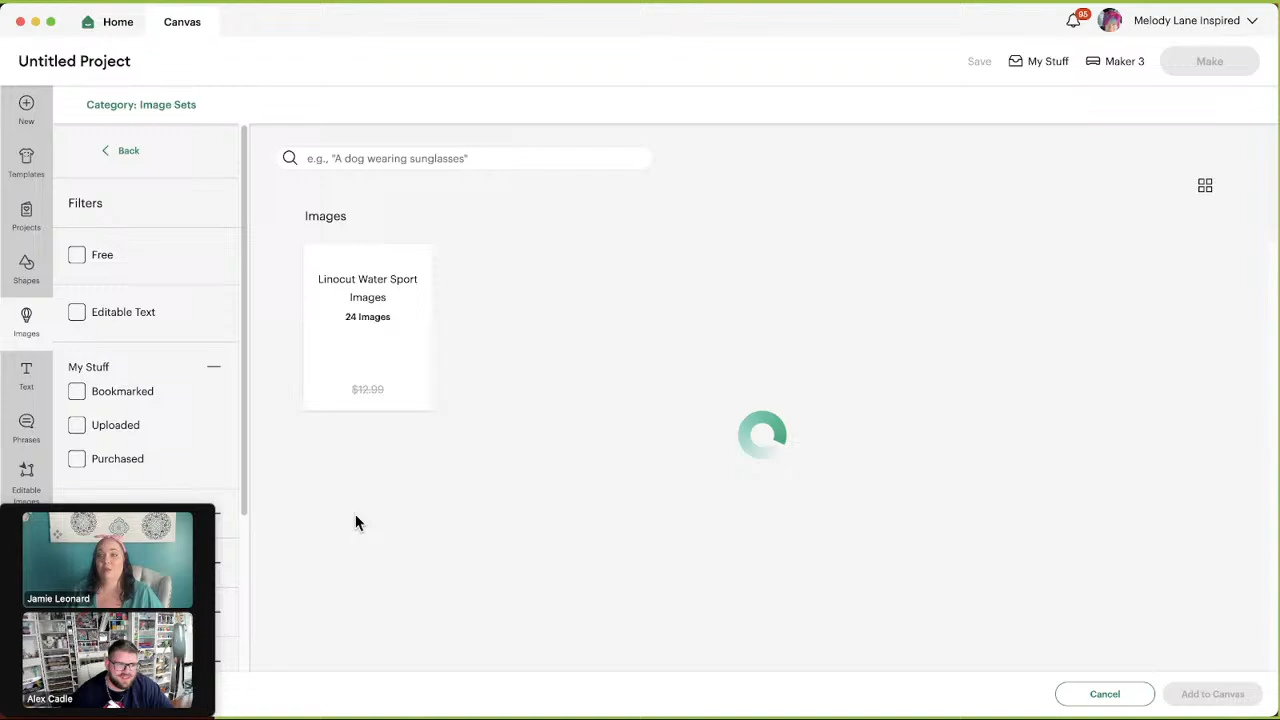 Home
Canvas
95
Melody Lane Inspired
Untitled Project
Save
My Stuff
Maker 3
Make
New
Templates
Projects
Shapes
Images
Text
Phrases
Editable
Images
Category: Image Sets
Back
Filters
Free
Editable Text
My Stuff
Bookmarked
Uploaded
Purchased
e.g., "A dog wearing sunglasses"
Images
Linocut Water Sport
Images
24 Images
$12.99
Jamie Leonard
Alex Cadle
Cancel
Add to Canvas